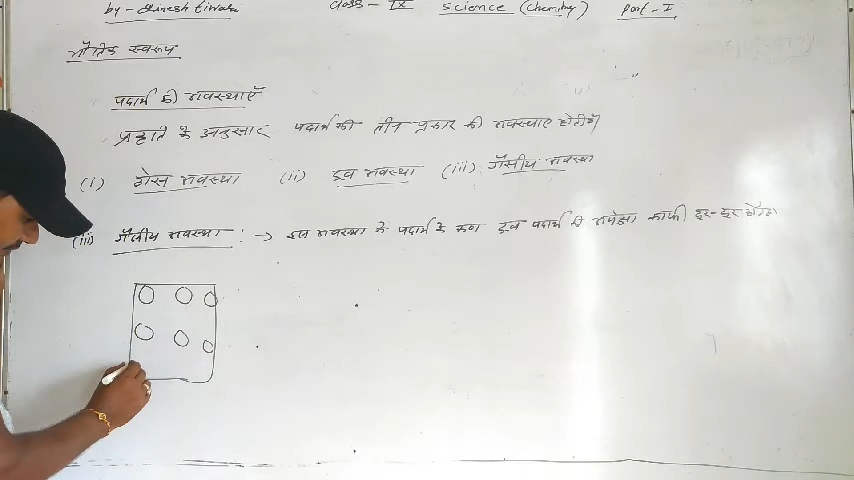 by - Dinesh Tiwari class - IX science (chemistry) part - I
भौतिक स्वरूप
पदार्थ की अवस्थाएँ
प्रकृति के अनुसार पदार्थ की तीन प्रकार की अवस्थाए होती हैं
(i) ठोस अवस्था (ii) द्रव अवस्था (iii) गैसीय अवस्था
(iii) गैसीय अवस्था :-> इस अवस्था के पदार्थ के कण द्रव पदार्थ की अपेक्षा काफी दूर-दूर होते हैं